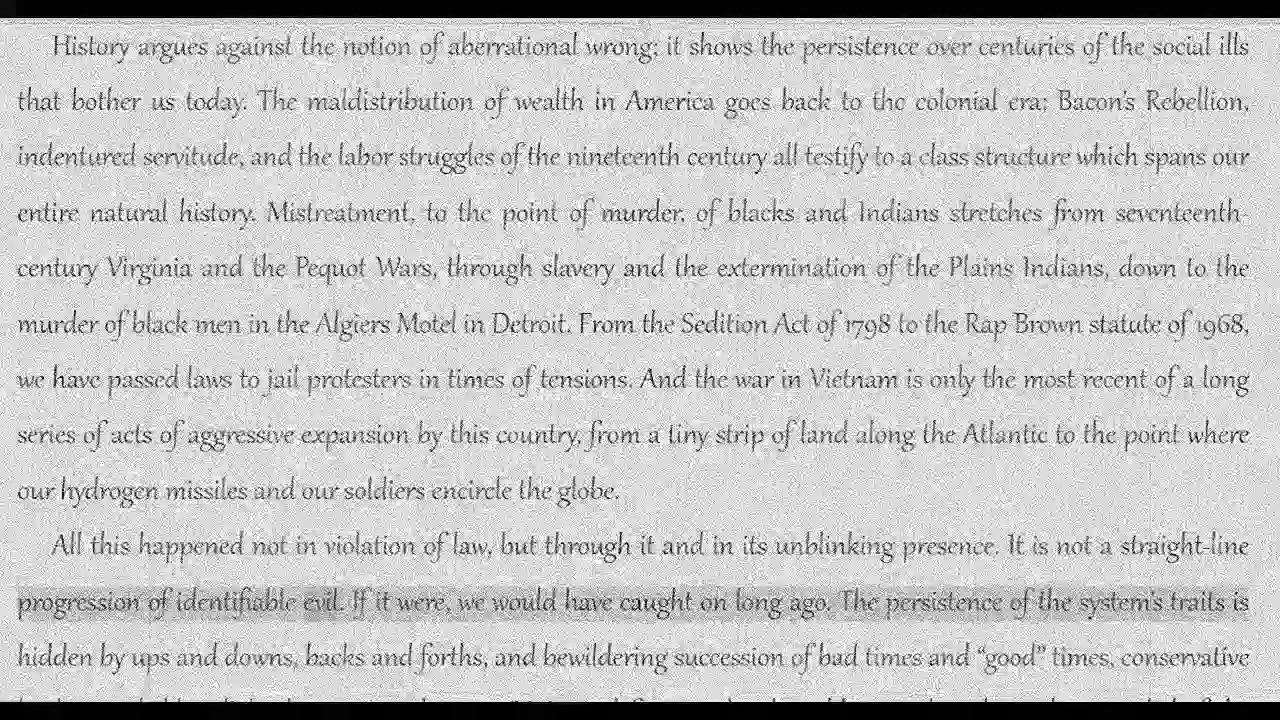 History argues against the notion of aberrational wrong; it shows the persistence over centuries of the social ills
that bother us today. The maldistribution of wealth in America goes back to the colonial era; Bacon's Rebellion,
indentured servitude, and the labor struggles of the nineteenth century all testify to a class structure which spans our
entire natural history. Mistreatment, to the point of murder, of blacks and Indians stretches from seventeenth-
century Virginia and the Pequot Wars, through slavery and the extermination of the Plains Indians, down to the
murder of black men in the Algiers Motel in Detroit. From the Sedition Act of 1798 to the Rap Brown statute of 1968,
we have passed laws to jail protesters in times of tensions. And the war in Vietnam is only the most recent of a long
series of acts of aggressive expansion by this country, from a tiny strip of land along the Atlantic to the point where
our hydrogen missiles and our soldiers encircle the globe.
All this happened not in violation of law, but through it and in its unblinking presence. It is not a straight-line
progression of identifiable evil. If it were, we would have caught on long ago. The persistence of the system's traits is
hidden by ups and downs, backs and forths, and bewildering succession of bad times and "good" times, conservative